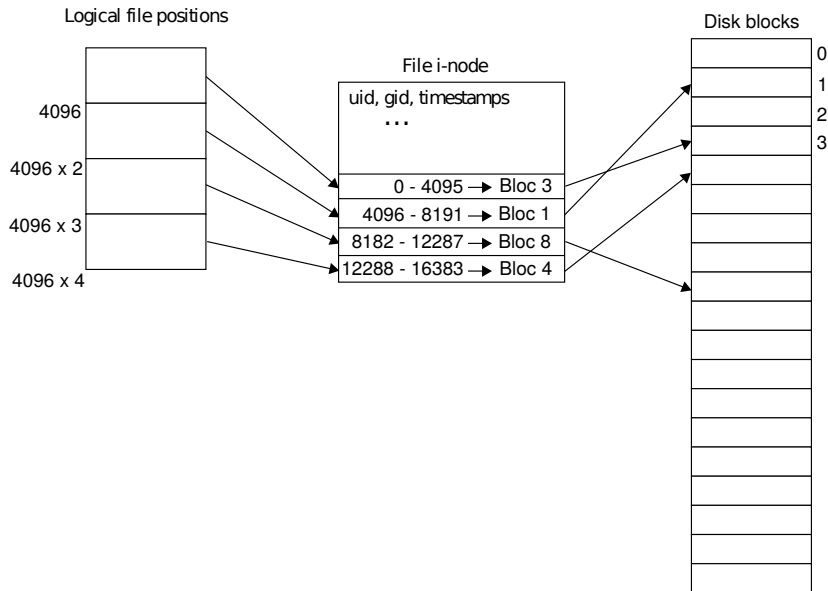 Logical file positions
4096
4096 x 2
4096 x 3
4096 x 4
File i-node
uid, gid, timestamps
...
0 - 4095 → Bloc 3
4096 - 8191 → Bloc 1
8182 - 12287 → Bloc 8
12288 - 16383 → Bloc 4
Disk blocks
0
1
2
3